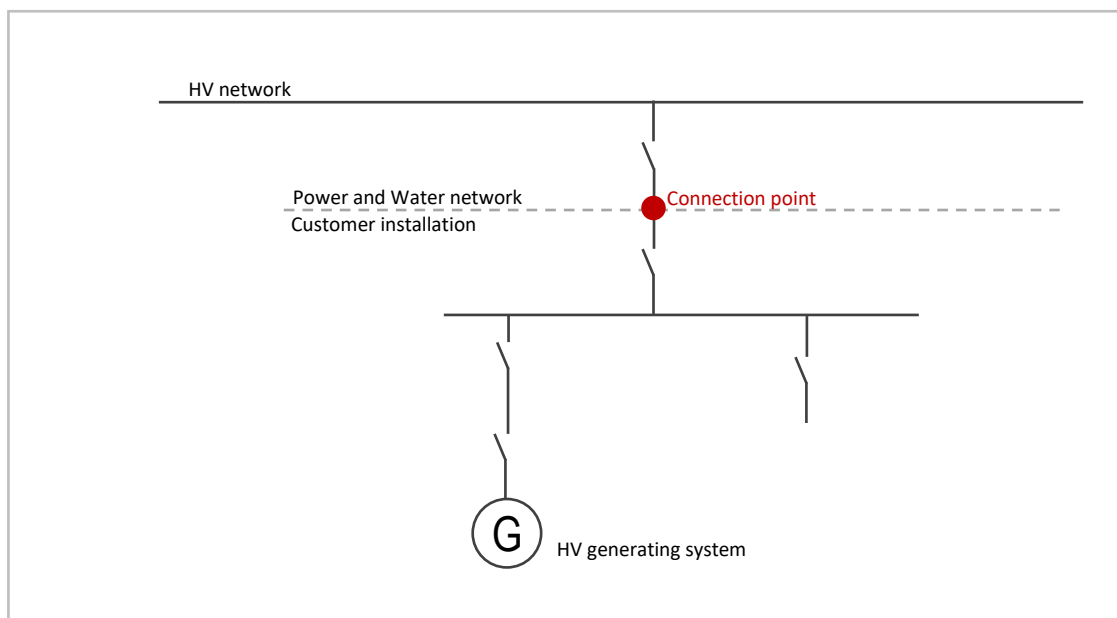 HV network
Power and Water network
Connection point
Customer installation
G
HV generating system